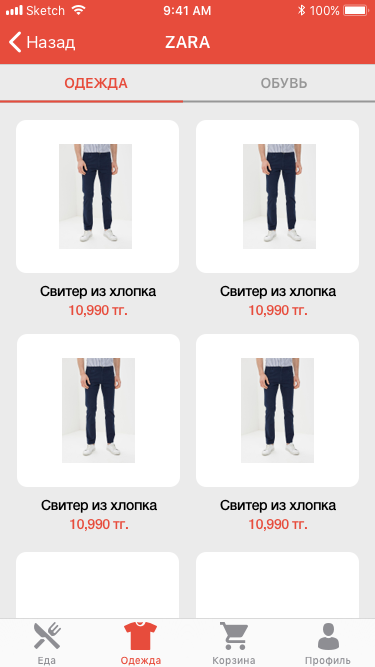 Sketch 9:41 AM 100%
Назад ZARA
ОДЕЖДА ОБУВЬ
Свитер из хлопка Свитер из хлопка
10,990 тг. 10,990 тг.
Свитер из хлопка Свитер из хлопка
10,990 тг. 10,990 тг.
Еда Одежда Корзина Профиль